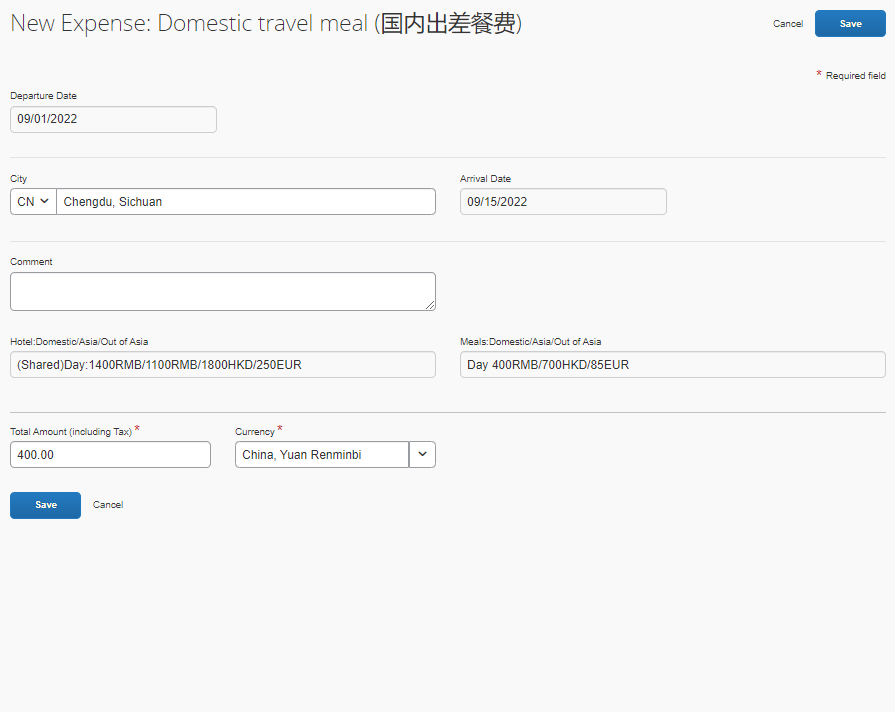 New Expense: Domestic travel meal (国内出差餐费)
Cancel Save
* Required field
Departure Date
09/01/2022
City Arrival Date
CN Chengdu, Sichuan 09/15/2022
Comment
Hotel:Domestic/Asia/Out of Asia Meals:Domestic/Asia/Out of Asia
(Shared)Day:1400RMB/1100RMB/1800HKD/250EUR Day 400RMB/700HKD/85EUR
Total Amount (including Tax) * Currency *
400.00 China, Yuan Renminbi
Save Cancel